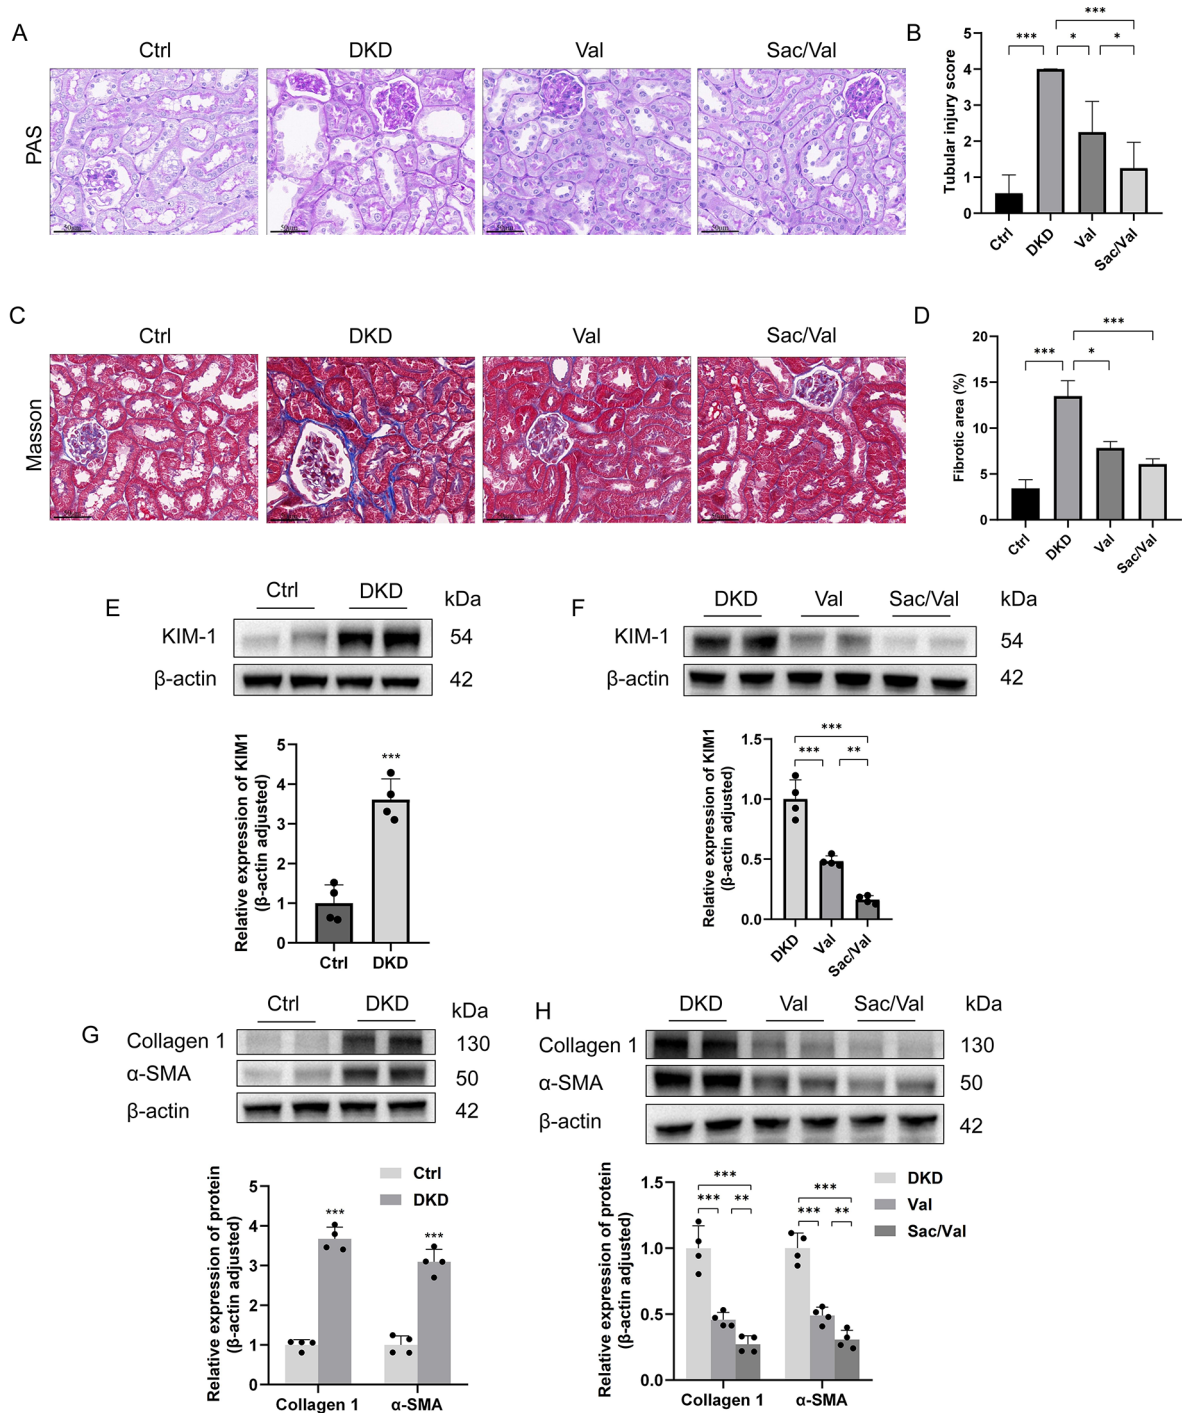 A
Ctrl
DKD
Val
Sac/Val
PAS
50μm
50μm
50μm
50μm
B
***
***
*
*
Tubular injury score
5
4
3
2
1
0
Ctrl
DKD
Val
Sac/Val
C
Ctrl
DKD
Val
Sac/Val
Masson
D
***
***
*
Fibrotic area (%)
20
15
10
5
0
Ctrl
DKD
Val
Sac/Val
E
Ctrl
DKD
kDa
KIM-1
54
β-actin
42
Relative expression of KIM1
(β-actin adjusted)
5
4
3
2
1
0
***
Ctrl
DKD
F
DKD
Val
Sac/Val
kDa
KIM-1
54
β-actin
42
Relative expression of KIM1
(β-actin adjusted)
1.5
1.0
0.5
0.0
***
***
**
DKD
Val
Sac/Val
G
Ctrl
DKD
kDa
Collagen 1
130
α-SMA
50
β-actin
42
Relative expression of protein
(β-actin adjusted)
5
4
3
2
1
0
Ctrl
DKD
***
***
Collagen 1
α-SMA
H
DKD
Val
Sac/Val
kDa
Collagen 1
130
α-SMA
50
β-actin
42
Relative expression of protein
(β-actin adjusted)
1.5
1.0
0.5
0.0
DKD
Val
Sac/Val
***
***
**
***
***
**
Collagen 1
α-SMA